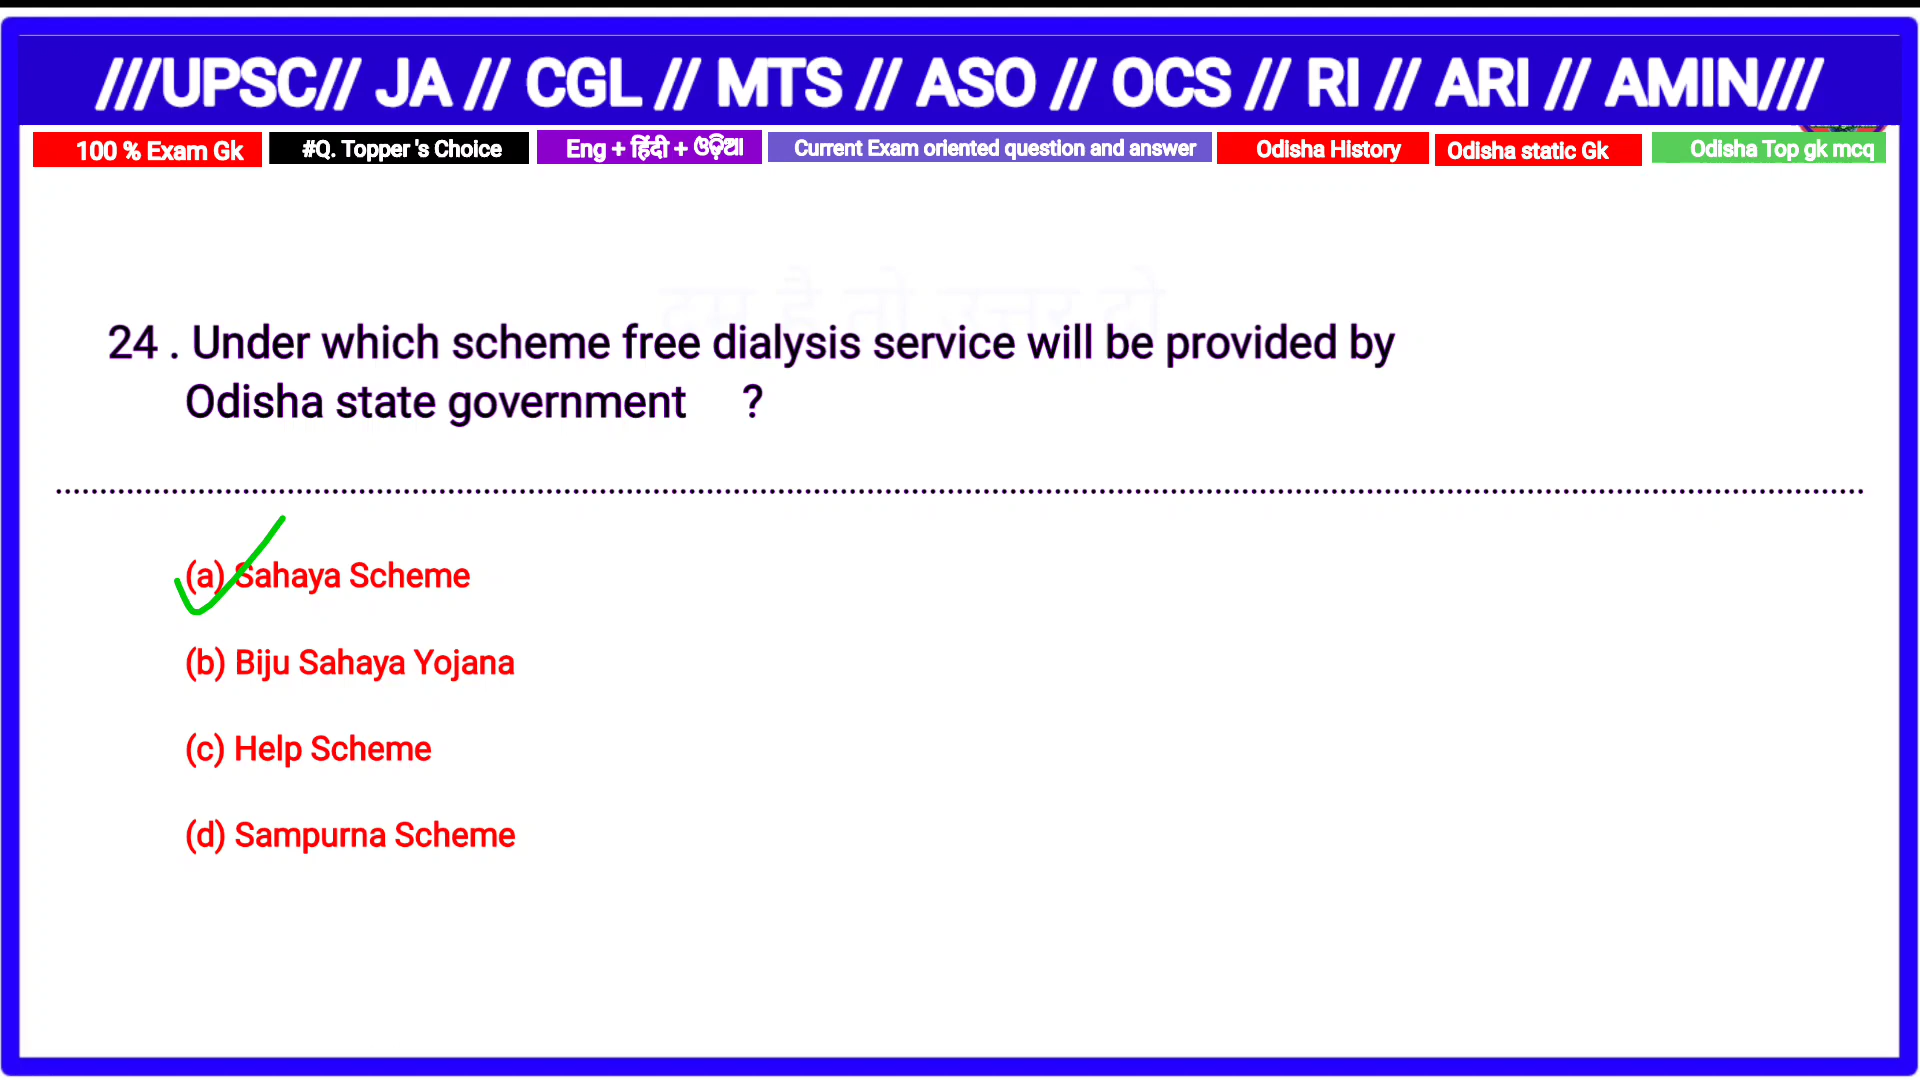 ///UPSC// JA // CGL // MTS // ASO // OCS // RI // ARI // AMIN///
100 % Exam Gk #Q. Topper 's Choice Eng + हिंदी + ଓଡ଼ିଆ Current Exam oriented question and answer Odisha History Odisha static Gk Odisha Top gk mcq
24 . Under which scheme free dialysis service will be provided by
Odisha state government ?
(a) Sahaya Scheme
(b) Biju Sahaya Yojana
(c) Help Scheme
(d) Sampurna Scheme